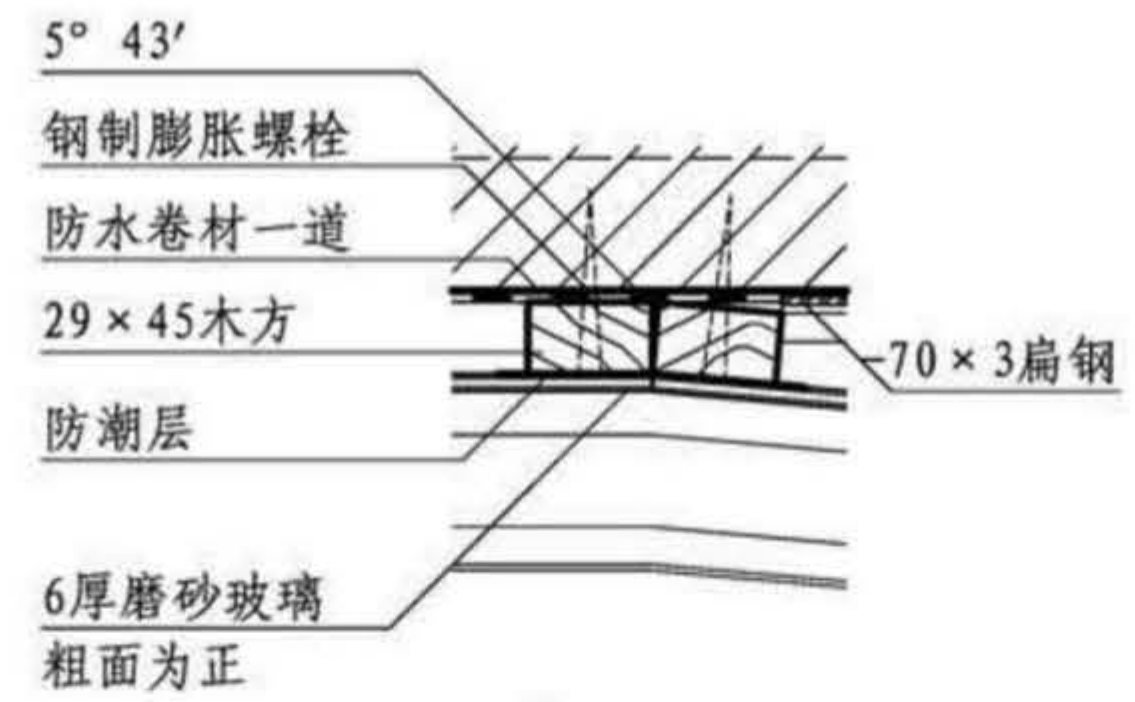 5° 43′
钢制膨胀螺栓
防水卷材一道
29×45木方
-70×3扁钢
防潮层
6厚磨砂玻璃
粗面为正